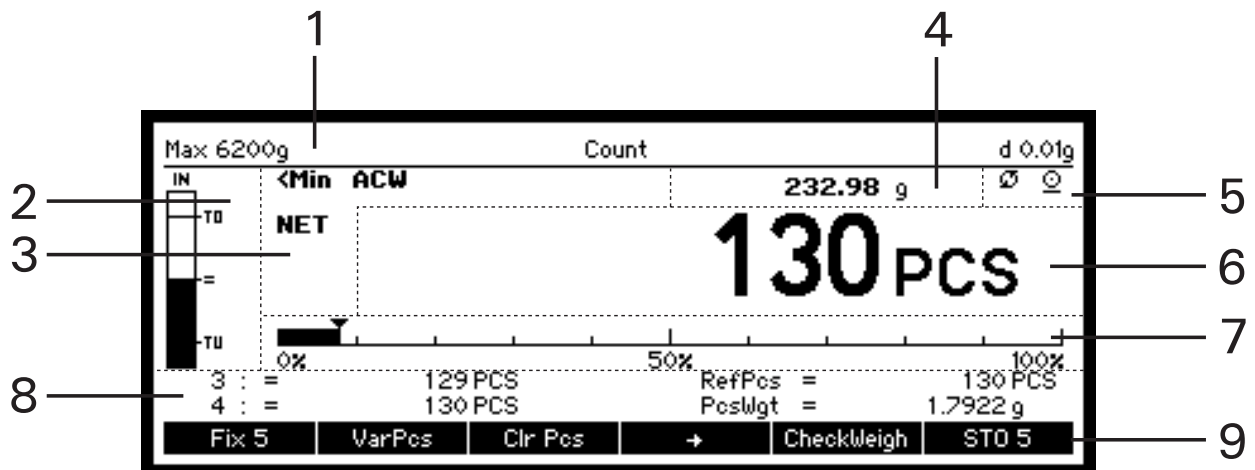 1
4
Max 6200g Count d 0.01g
IN <Min ACW 232.98 g
2
5
TO
NET
3
130 PCS
6
=
TU
7
0% 50% 100%
3 : = 129 PCS RefPcs = 130 PCS
8
4 : = 130 PCS PcsWgt = 1.7922 g
Fix 5 VarPcs Clr Pcs → CheckWeigh STO 5
9